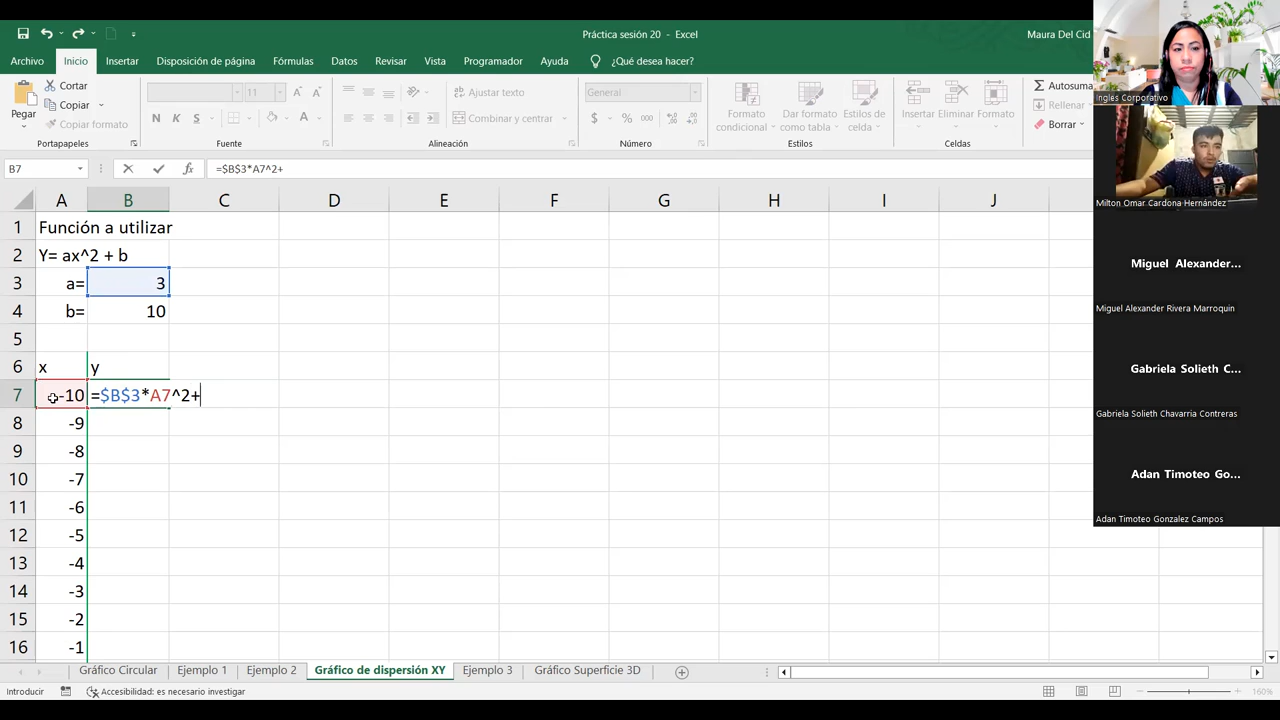 Práctica sesión 20 - Excel
Maura Del Cid
Archivo
Inicio
Insertar
Disposición de página
Fórmulas
Datos
Revisar
Vista
Programador
Ayuda
¿Qué desea hacer?
Pegar
Cortar
Copiar
Copiar formato
Portapapeles
11
N K S
Fuente
Ajustar texto
Combinar y centrar
Alineación
General
Número
Formato condicional
Dar formato como tabla
Estilos de celda
Estilos
Insertar
Eliminar
Formato
Celdas
Autosuma
Rellenar
Borrar
B7
=$B$3*A7^2+
A B C D E F G H I J
1 Función a utilizar
2 Y= ax^2 + b
3 a= 3
4 b= 10
5
6 x y
7 -10 =$B$3*A7^2+
8 -9
9 -8
10 -7
11 -6
12 -5
13 -4
14 -3
15 -2
16 -1
Gráfico Circular
Ejemplo 1
Ejemplo 2
Gráfico de dispersión XY
Ejemplo 3
Gráfico Superficie 3D
Introducir
Accesibilidad: es necesario investigar
160%
Ingles Corporativo
Milton Omar Cardona Hernández
Miguel Alexander...
Miguel Alexander Rivera Marroquin
Gabriela Solieth C...
Gabriela Solieth Chavarria Contreras
Adan Timoteo Go...
Adan Timoteo Gonzalez Campos